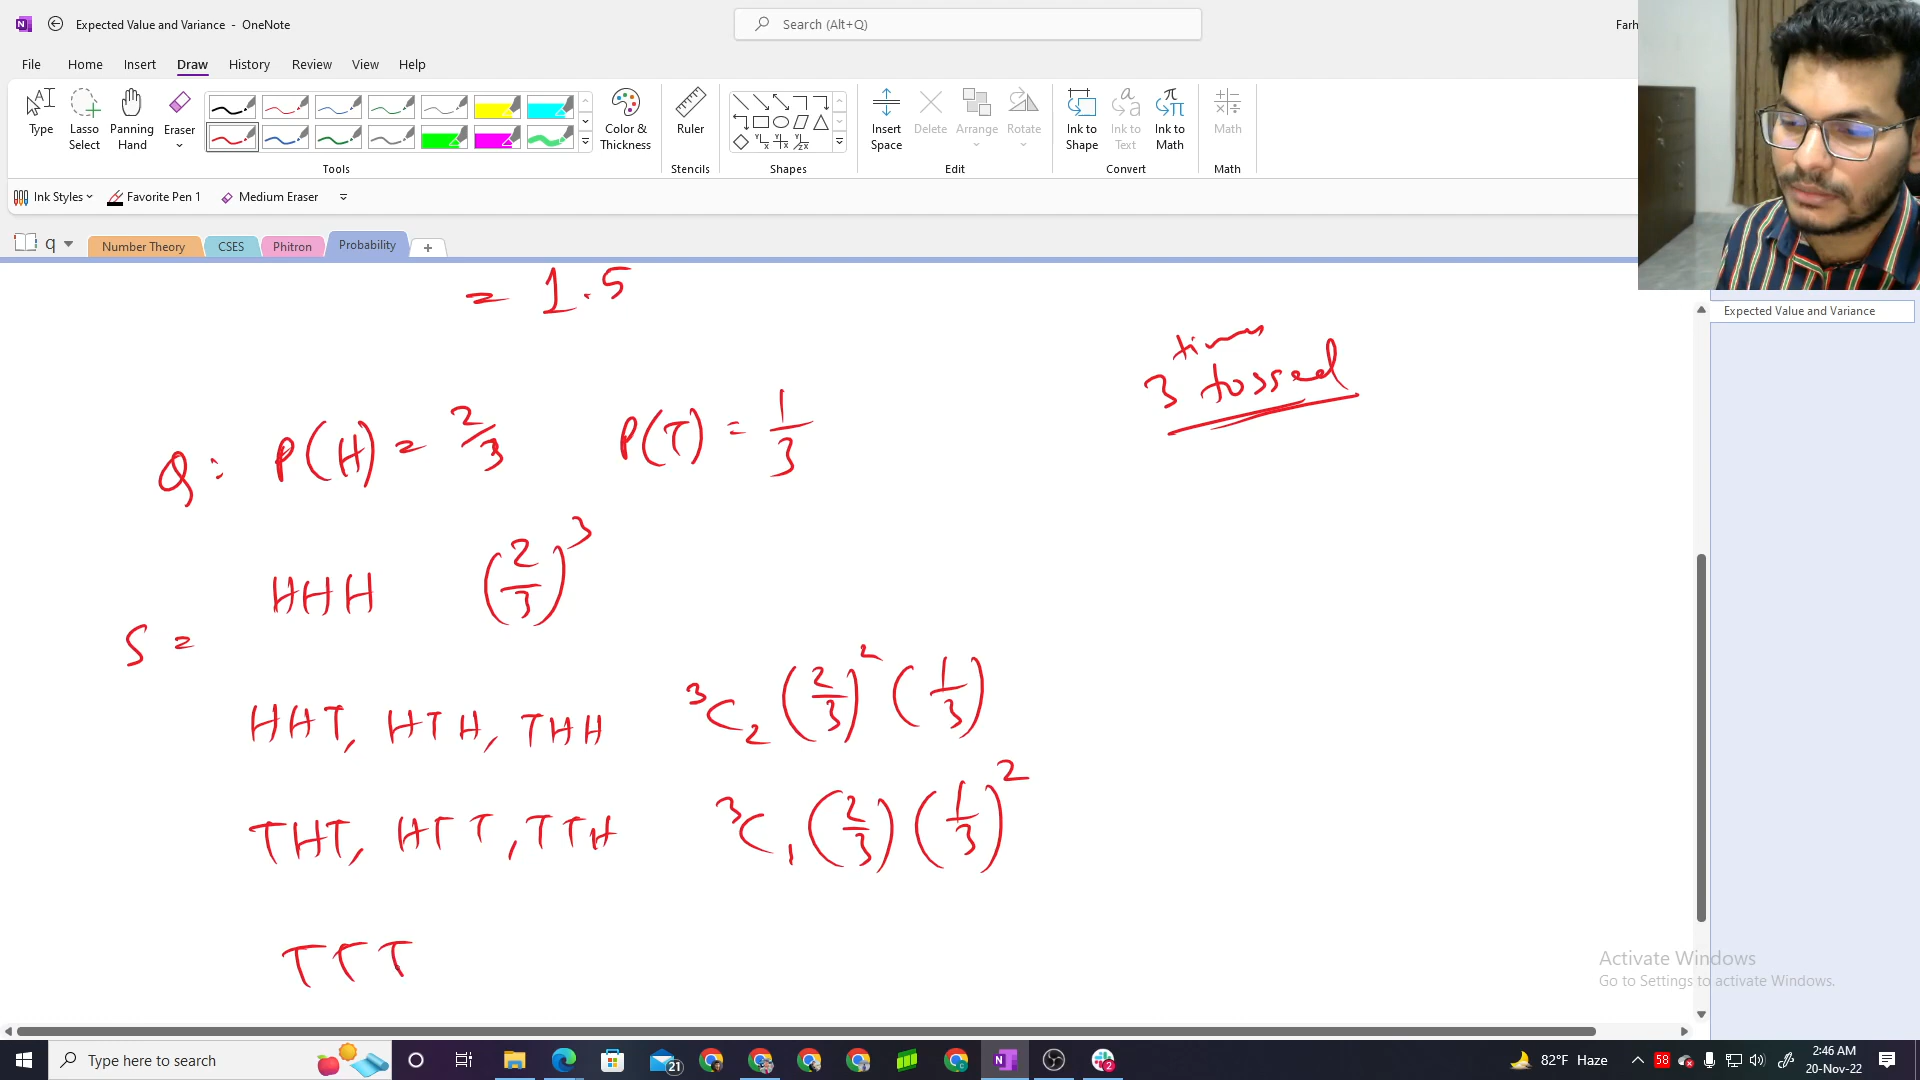 Expected Value and Variance - OneNote
Search (Alt+Q)
Farh
File Home Insert Draw History Review View Help
Type
Lasso Select
Panning Hand
Eraser
Color & Thickness
Ruler
Insert Space
Delete
Arrange
Rotate
Ink to Shape
Ink to Text
Ink to Math
Math
Tools Stencils Shapes Edit Convert Math
Ink Styles Favorite Pen 1 Medium Eraser
q Number Theory CSES Phitron Probability +
Expected Value and Variance
= 1.5
times
3 tossed
Q: P(H) = 2/3 P(T) = 1/3
HHH (2/3)^3
S =
HHT, HTH, THH ³C₂ (2/3)² (1/3)
THT, HTT, TTH ³C₁ (2/3) (1/3)²
TTT
Activate Windows
Go to Settings to activate Windows.
Type here to search
21
2
82°F Haze
58
2:46 AM
20-Nov-22